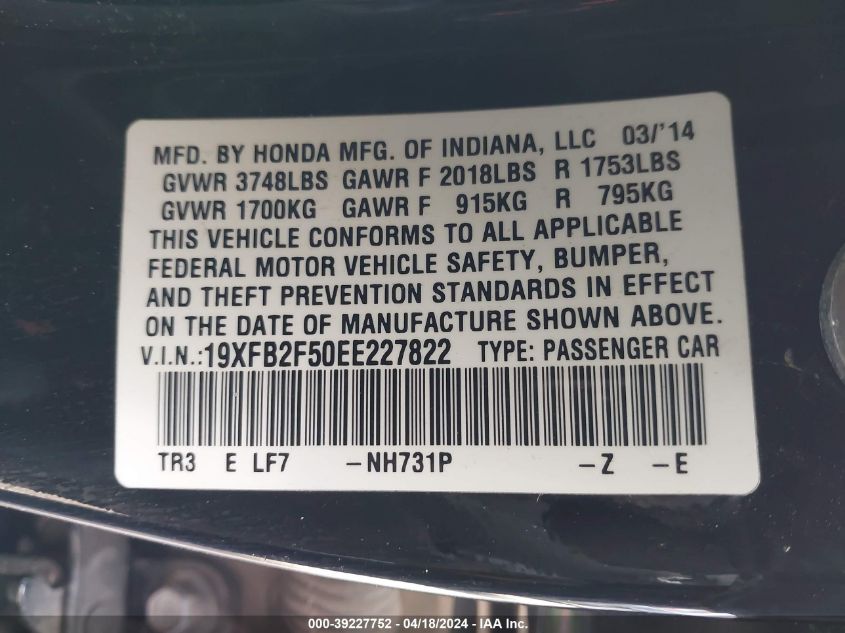 MFD. BY HONDA MFG. OF INDIANA, LLC 03/'14
GVWR 3748LBS GAWR F 2018LBS R 1753LBS
GVWR 1700KG GAWR F 915KG R 795KG
THIS VEHICLE CONFORMS TO ALL APPLICABLE
FEDERAL MOTOR VEHICLE SAFETY, BUMPER,
AND THEFT PREVENTION STANDARDS IN EFFECT
ON THE DATE OF MANUFACTURE SHOWN ABOVE.
V.I.N.:19XFB2F50EE227822 TYPE: PASSENGER CAR
TR3 E LF7 -NH731P -Z -E
000-39227752 - 04/18/2024 - IAA Inc.